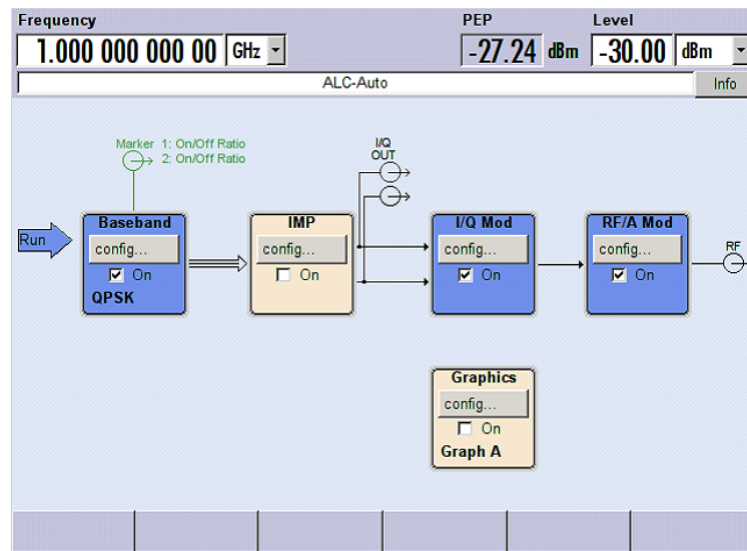 Frequency PEP Level
1.000 000 000 00 GHz -27.24 dBm -30.00 dBm
ALC-Auto Info
Marker 1: On/Off Ratio
2: On/Off Ratio
I/Q
OUT
Run
Baseband
config...
On
QPSK
IMP
config...
On
I/Q Mod
config...
On
RF/A Mod
config...
On
RF
Graphics
config...
On
Graph A